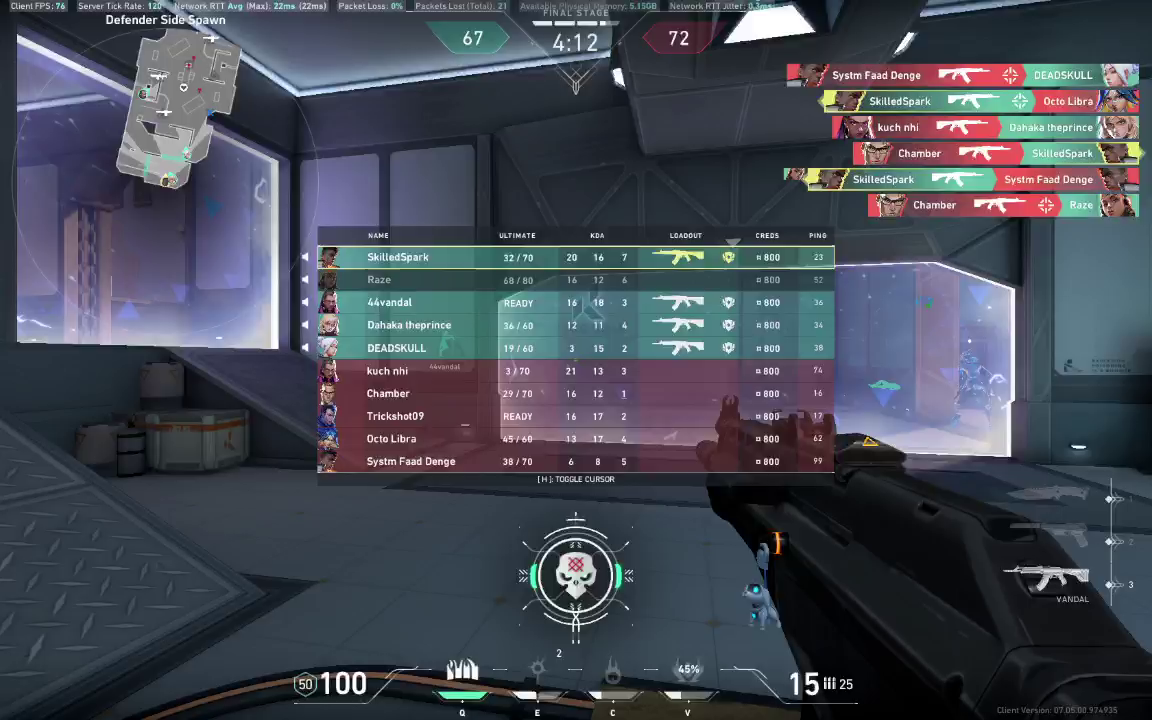 Client FPS: 76 Server Tick Rate: 120 Network RTT Avg (Max): 22ms (22ms) Packet Loss: 0% Packets Lost (Total): 21 Available Physical Memory: 5.15GB Network RTT Jitter: 0.3ms
Defender Side Spawn
FINAL STAGE
67 4:12 72
Systm Faad Denge DEADSKULL
SkilledSpark Octo Libra
kuch nhi Dahaka theprince
Chamber SkilledSpark
SkilledSpark Systm Faad Denge
Chamber Raze
NAME ULTIMATE KDA LOADOUT CREDS PING
SkilledSpark 32 / 70 20 16 7 ¤ 800 23
Raze 68 / 80 16 12 6 ¤ 800 52
44vandal READY 16 18 3 ¤ 800 36
Dahaka theprince 36 / 60 12 11 4 ¤ 800 34
DEADSKULL 19 / 60 3 15 2 ¤ 800 38
44vandal
kuch nhi 3 / 70 21 13 3 ¤ 800 74
Chamber 29 / 70 16 12 1 ¤ 800 16
Trickshot09 READY 16 17 2 ¤ 800 17
Octo Libra 45 / 60 13 17 4 ¤ 800 62
Systm Faad Denge 38 / 70 6 8 5 ¤ 800 99
[ H ]: TOGGLE CURSOR
1
2
3
VANDAL
2
45%
50 100
15 25
Q E C V
Client Version: 07.05.00.974935